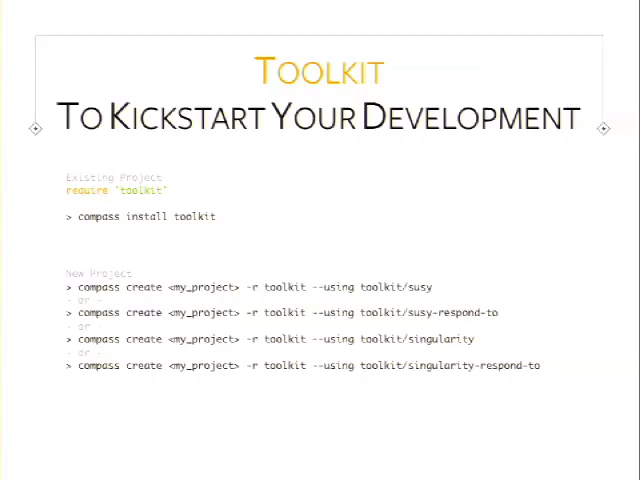 Toolkit
To Kickstart Your Development
Existing Project
require "toolkit"
> compass install toolkit
New Project
> compass create <my_project> -r toolkit --using toolkit/susy
- or -
> compass create <my_project> -r toolkit --using toolkit/susy-respond-to
- or -
> compass create <my_project> -r toolkit --using toolkit/singularity
- or -
> compass create <my_project> -r toolkit --using toolkit/singularity-respond-to